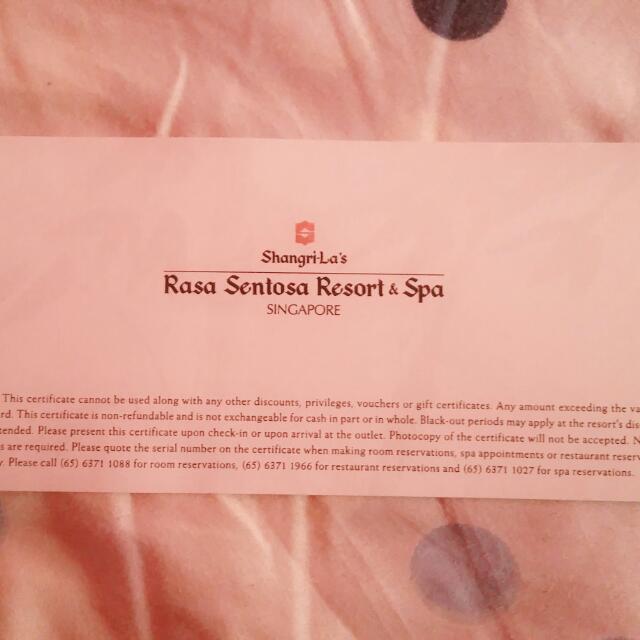 Shangri-La's
Rasa Sentosa Resort & Spa
SINGAPORE
This certificate cannot be used along with any other discounts, privileges, vouchers or gift certificates. Any amount exceeding the va
rd. This certificate is non-refundable and is not exchangeable for cash in part or in whole. Black-out periods may apply at the resort's dis
tended. Please present this certificate upon check-in or upon arrival at the outlet. Photocopy of the certificate will not be accepted. N
s are required. Please quote the serial number on the certificate when making room reservations, spa appointments or restaurant reserv
y. Please call (65) 6371 1088 for room reservations, (65) 6371 1966 for restaurant reservations and (65) 6371 1027 for spa reservations.